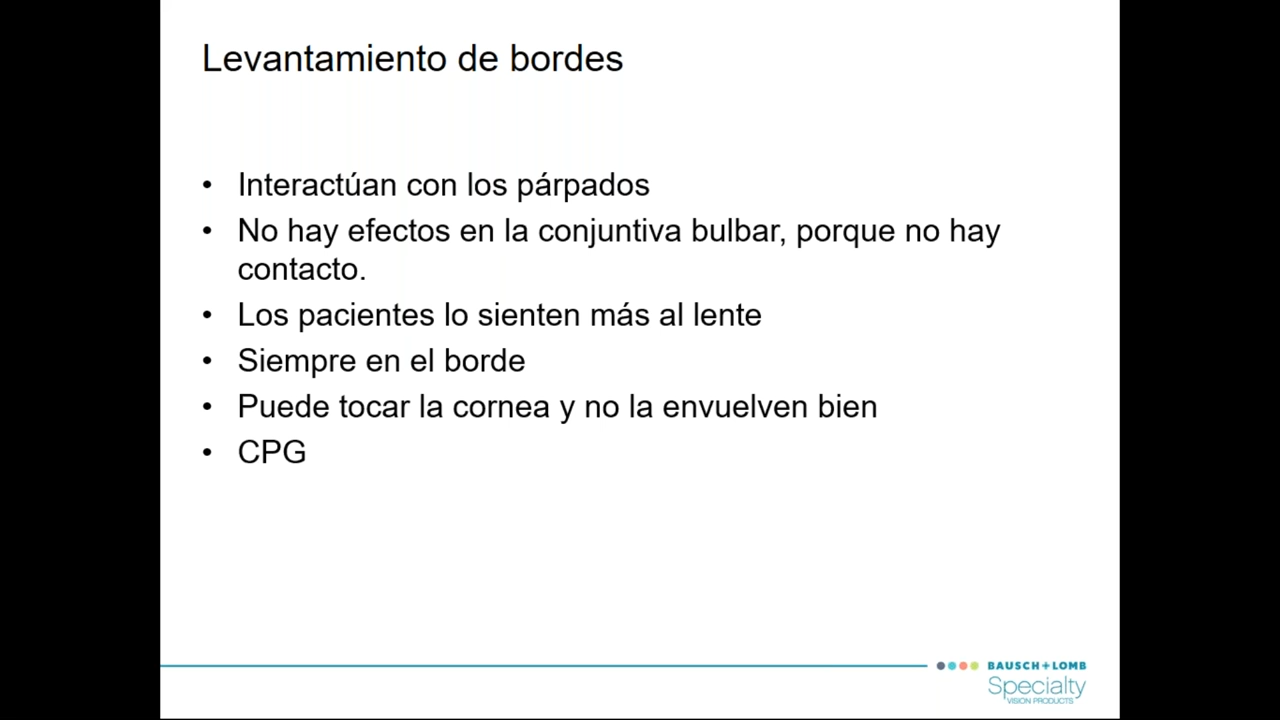 Levantamiento de bordes
• Interactúan con los párpados
• No hay efectos en la conjuntiva bulbar, porque no hay
contacto.
• Los pacientes lo sienten más al lente
• Siempre en el borde
• Puede tocar la cornea y no la envuelven bien
• CPG
BAUSCH + LOMB
Specialty
VISION PRODUCTS